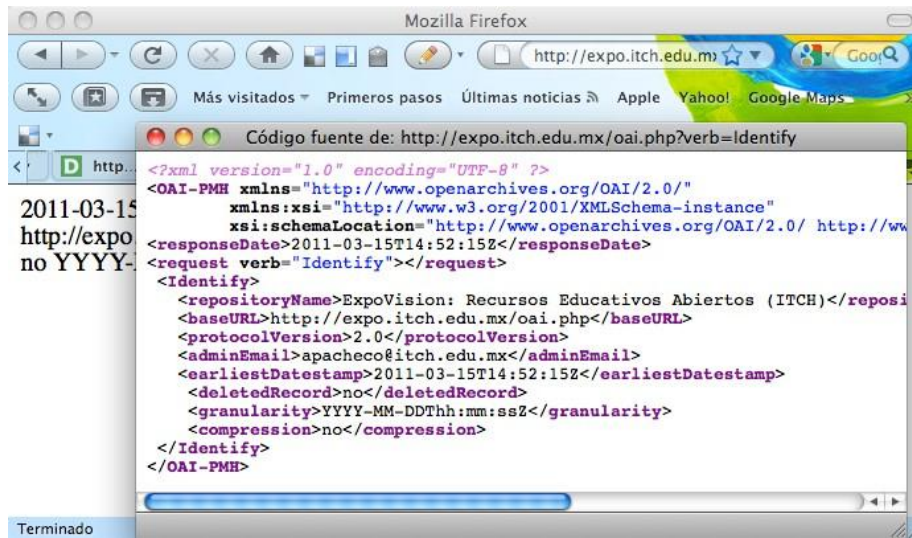 Mozilla Firefox
http://expo.itch.edu.mx
Goo
Más visitados Primeros pasos Últimas noticias Apple Yahoo! Google Maps
D http...
Código fuente de: http://expo.itch.edu.mx/oai.php?verb=Identify
2011-03-15
http://expo
no YYYY-
<?xml version="1.0" encoding="UTF-8" ?>
<OAI-PMH xmlns="http://www.openarchives.org/OAI/2.0/"
xmlns:xsi="http://www.w3.org/2001/XMLSchema-instance"
xsi:schemaLocation="http://www.openarchives.org/OAI/2.0/ http://ww
<responseDate>2011-03-15T14:52:15Z</responseDate>
<request verb="Identify"></request>
<Identify>
<repositoryName>ExpoVision: Recursos Educativos Abiertos (ITCH)</reposi
<baseURL>http://expo.itch.edu.mx/oai.php</baseURL>
<protocolVersion>2.0</protocolVersion>
<adminEmail>apacheco@itch.edu.mx</adminEmail>
<earliestDatestamp>2011-03-15T14:52:15Z</earliestDatestamp>
<deletedRecord>no</deletedRecord>
<granularity>YYYY-MM-DDThh:mm:ssZ</granularity>
<compression>no</compression>
</Identify>
</OAI-PMH>
Terminado